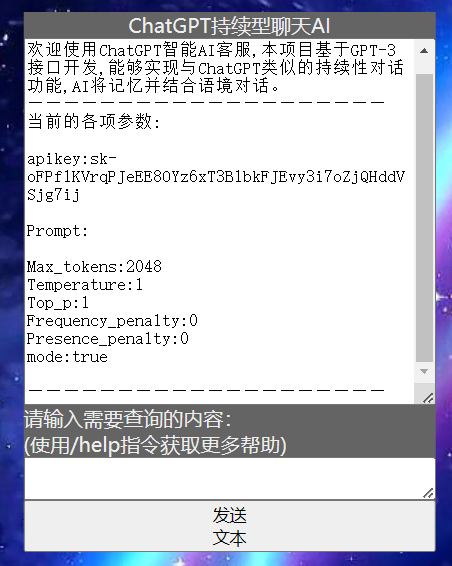 ChatGPT持续型聊天AI
欢迎使用ChatGPT智能AI客服,本项目基于GPT-3
接口开发,能够实现与ChatGPT类似的持续性对话
功能,AI将记忆并结合语境对话。
－－－－－－－－－－－－－－－－－－－－
当前的各项参数:
apikey:sk-
oFPf1KVrqPJeEE8OYz6xT3BlbkFJEvy3i7oZjQHddV
Sjg7ij
Prompt:
Max_tokens:2048
Temperature:1
Top_p:1
Frequency_penalty:0
Presence_penalty:0
mode:true
－－－－－－－－－－－－－－－－－－－－
请输入需要查询的内容:
(使用/help指令获取更多帮助)
发送
文本